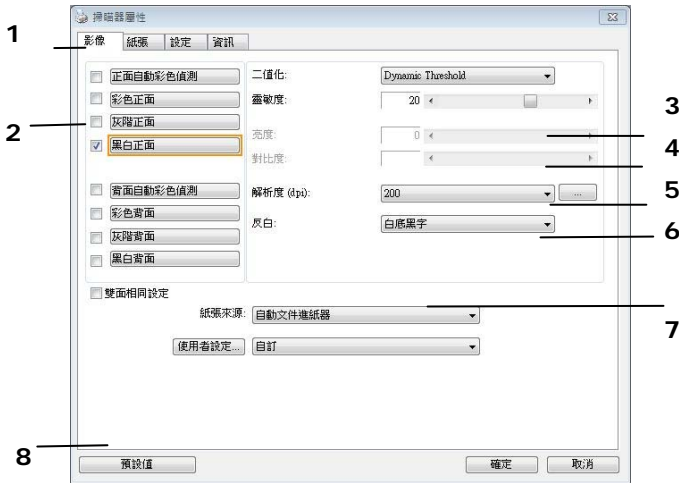 掃瞄器屬性
影像 紙張 設定 資訊
1
正面自動彩色偵測
彩色正面
灰階正面
黑白正面
2
背面自動彩色偵測
彩色背面
灰階背面
黑白背面
二值化: Dynamic Threshold
靈敏度: 20
3
亮度: 0
對比度:
4
解析度 (dpi): 200 ...
5
反白: 白底黑字
6
雙面相同設定
紙張來源: 自動文件進紙器
7
使用者設定... 自訂
8
預設值 確定 取消